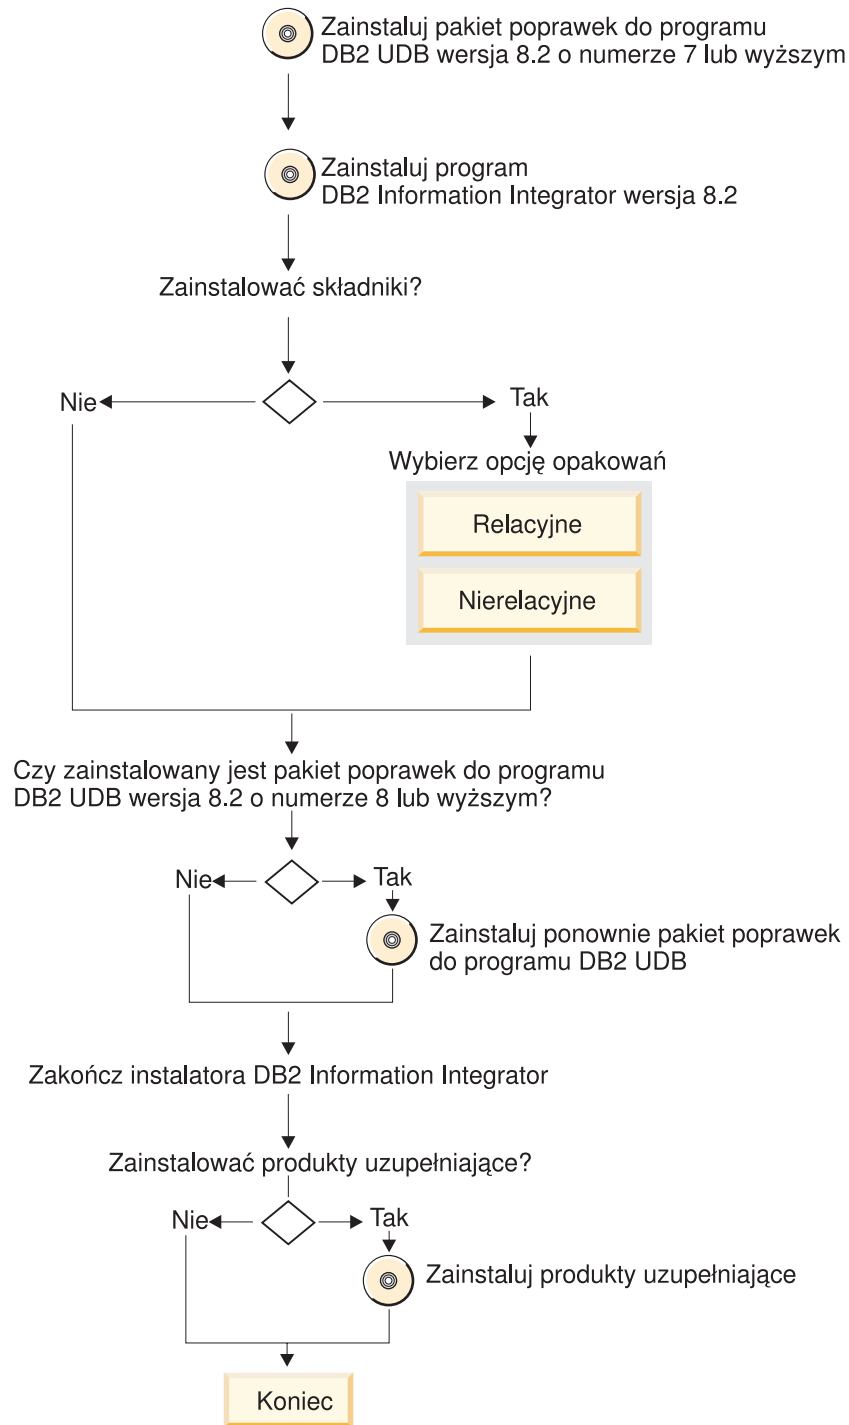 Zainstaluj pakiet poprawek do programu
DB2 UDB wersja 8.2 o numerze 7 lub wyższym
Zainstaluj program
DB2 Information Integrator wersja 8.2
Zainstalować składniki?
Nie
Tak
Wybierz opcję opakowań
Relacyjne
Nierelacyjne
Czy zainstalowany jest pakiet poprawek do programu
DB2 UDB wersja 8.2 o numerze 8 lub wyższym?
Nie
Tak
Zainstaluj ponownie pakiet poprawek
do programu DB2 UDB
Zakończ instalatora DB2 Information Integrator
Zainstalować produkty uzupełniające?
Nie
Tak
Zainstaluj produkty uzupełniające
Koniec